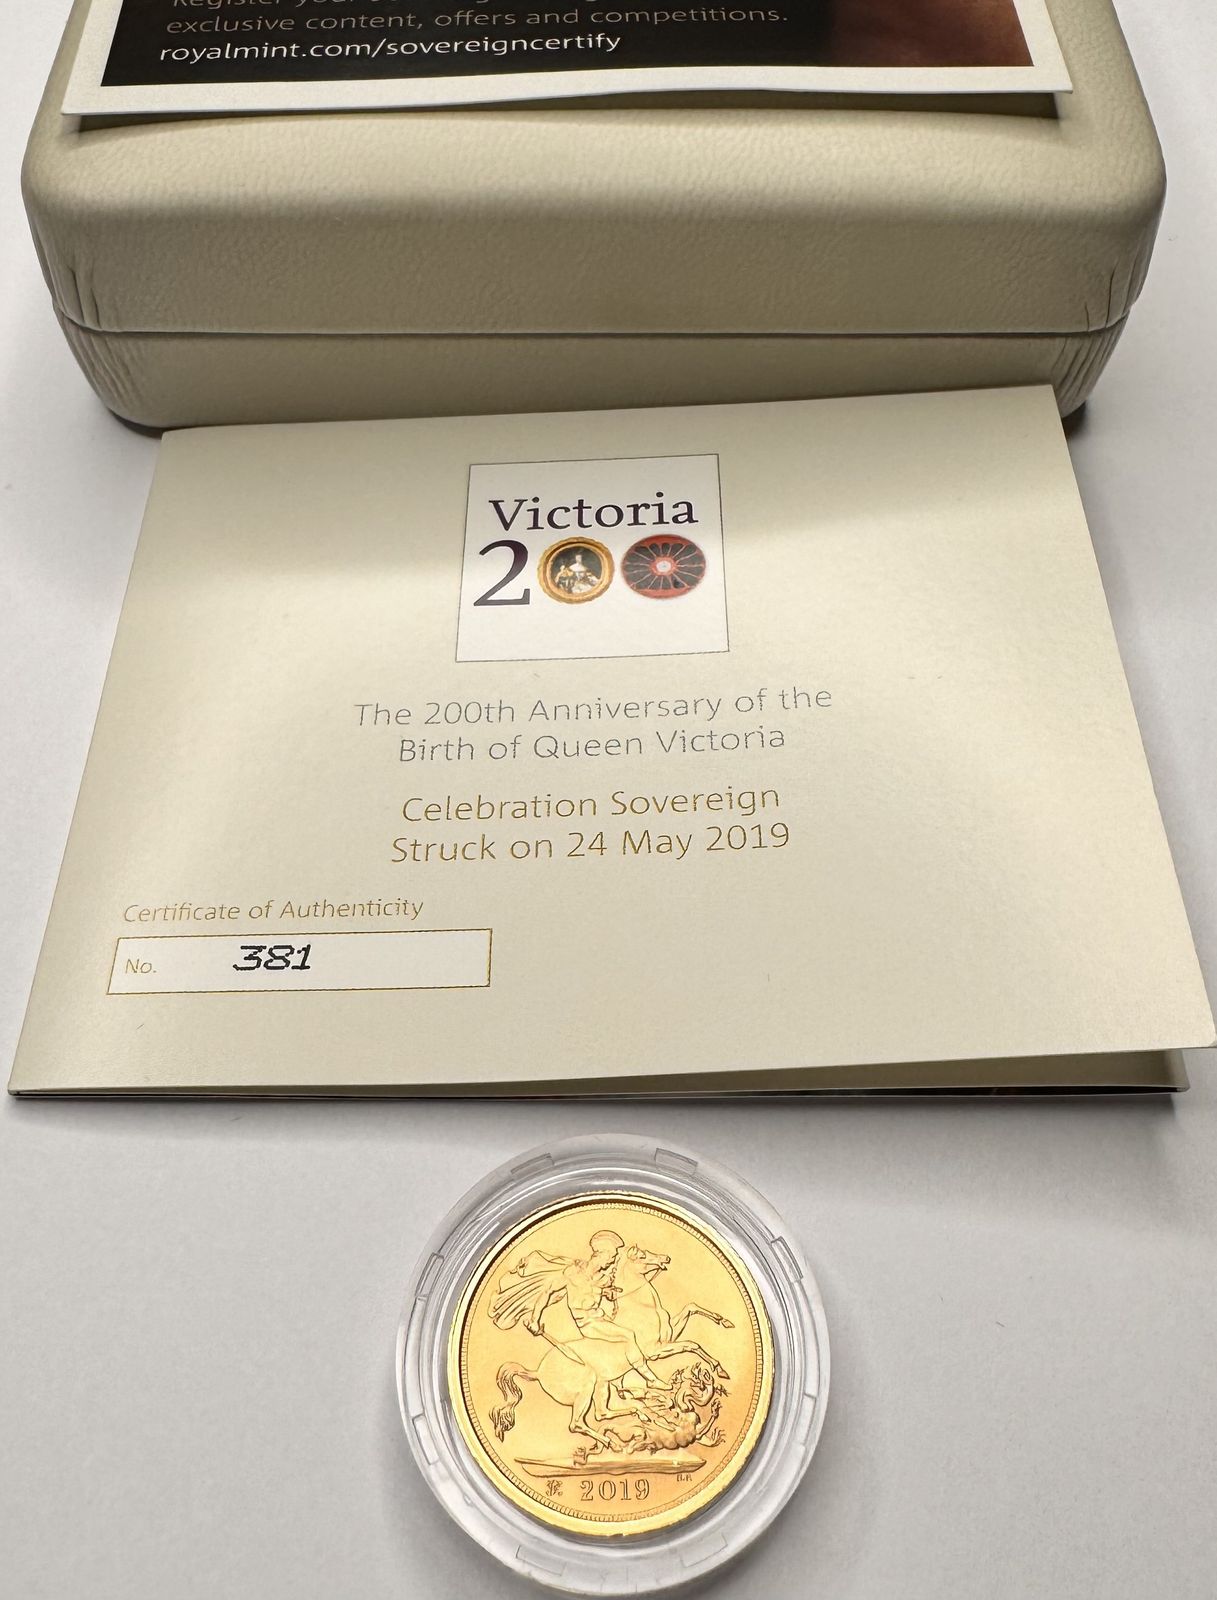 exclusive content, offers and competitions.
royalmint.com/sovereigncertify
Victoria
200
The 200th Anniversary of the
Birth of Queen Victoria
Celebration Sovereign
Struck on 24 May 2019
Certificate of Authenticity
No. 381
2019